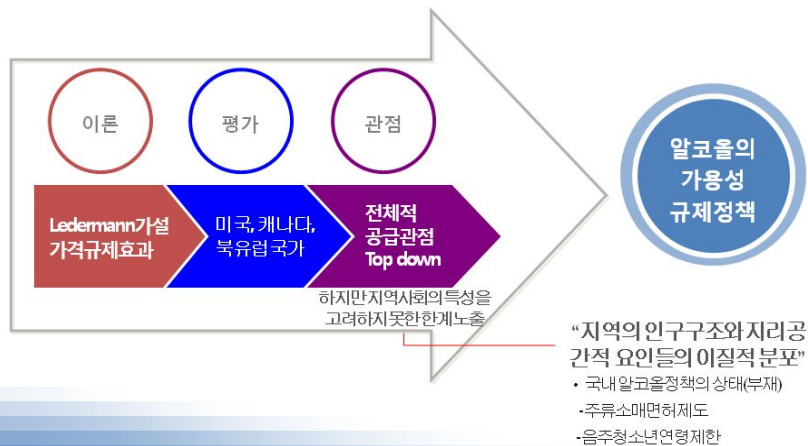 이론
평가
관점
Ledermann가설
가격규제효과
미국, 캐나다,
북유럽국가
전체적
공급관점
Top down
하지만지역사회의특성을
고려하지못한한계노출
알코올의
가용성
규제정책
“지역의인구구조와지리공
간적 요인들의 이질적분포”
• 국내알코올정책의 상태(부재)
-주류소매면허제도
-음주청소년연령제한